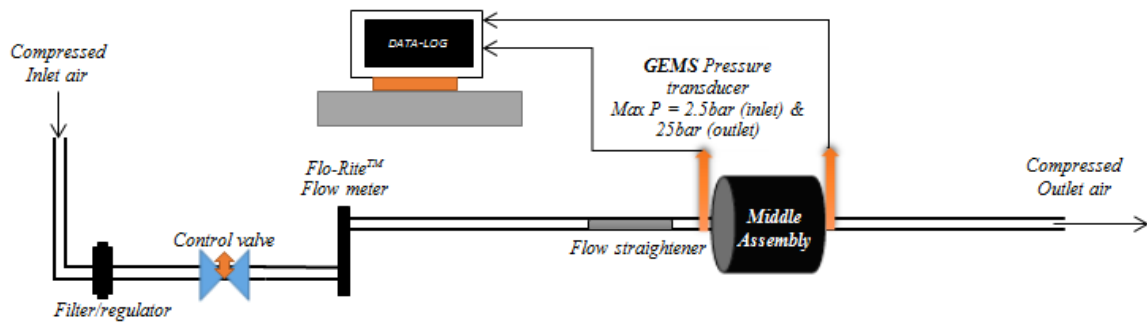 Compressed
Inlet air
DATA-LOG
GEMS Pressure
transducer
Max P = 2.5bar (inlet) &
25bar (outlet)
Flo-Rite™
Flow meter
Compressed
Outlet air
Control valve
Flow straightener
Middle
Assembly
Filter/regulator